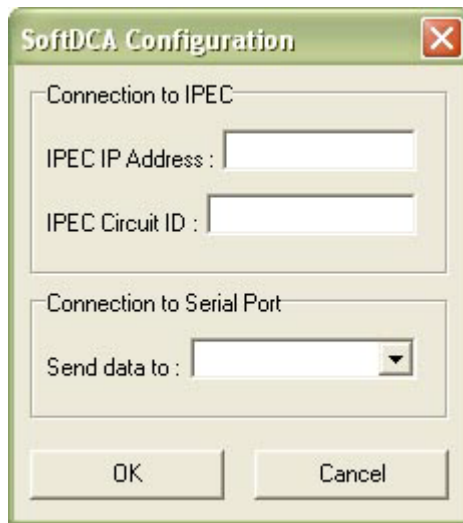 SoftDCA Configuration
Connection to IPEC
IPEC IP Address :
IPEC Circuit ID :
Connection to Serial Port
Send data to :
OK
Cancel